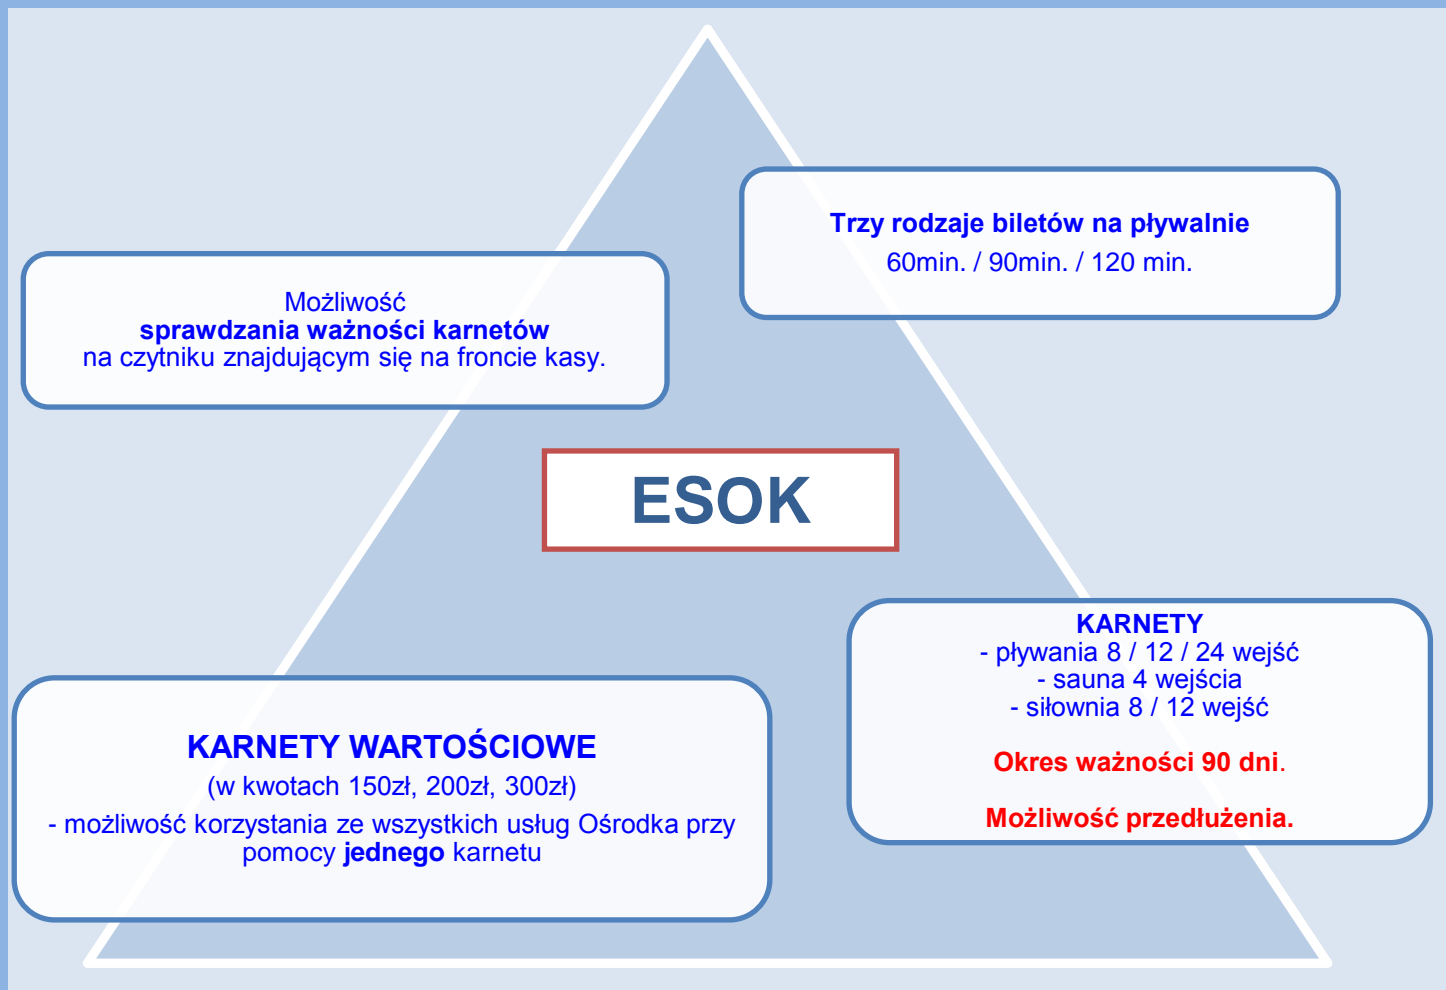 Trzy rodzaje biletów na pływalnie
60min. / 90min. / 120 min.
Możliwość
sprawdzania ważności karnetów
na czytniku znajdującym się na froncie kasy.
ESOK
KARNETY
- pływania 8 / 12 / 24 wejść
- sauna 4 wejścia
- siłownia 8 / 12 wejść
Okres ważności 90 dni.
Możliwość przedłużenia.
KARNETY WARTOŚCIOWE
(w kwotach 150zł, 200zł, 300zł)
- możliwość korzystania ze wszystkich usług Ośrodka przy
pomocy jednego karnetu